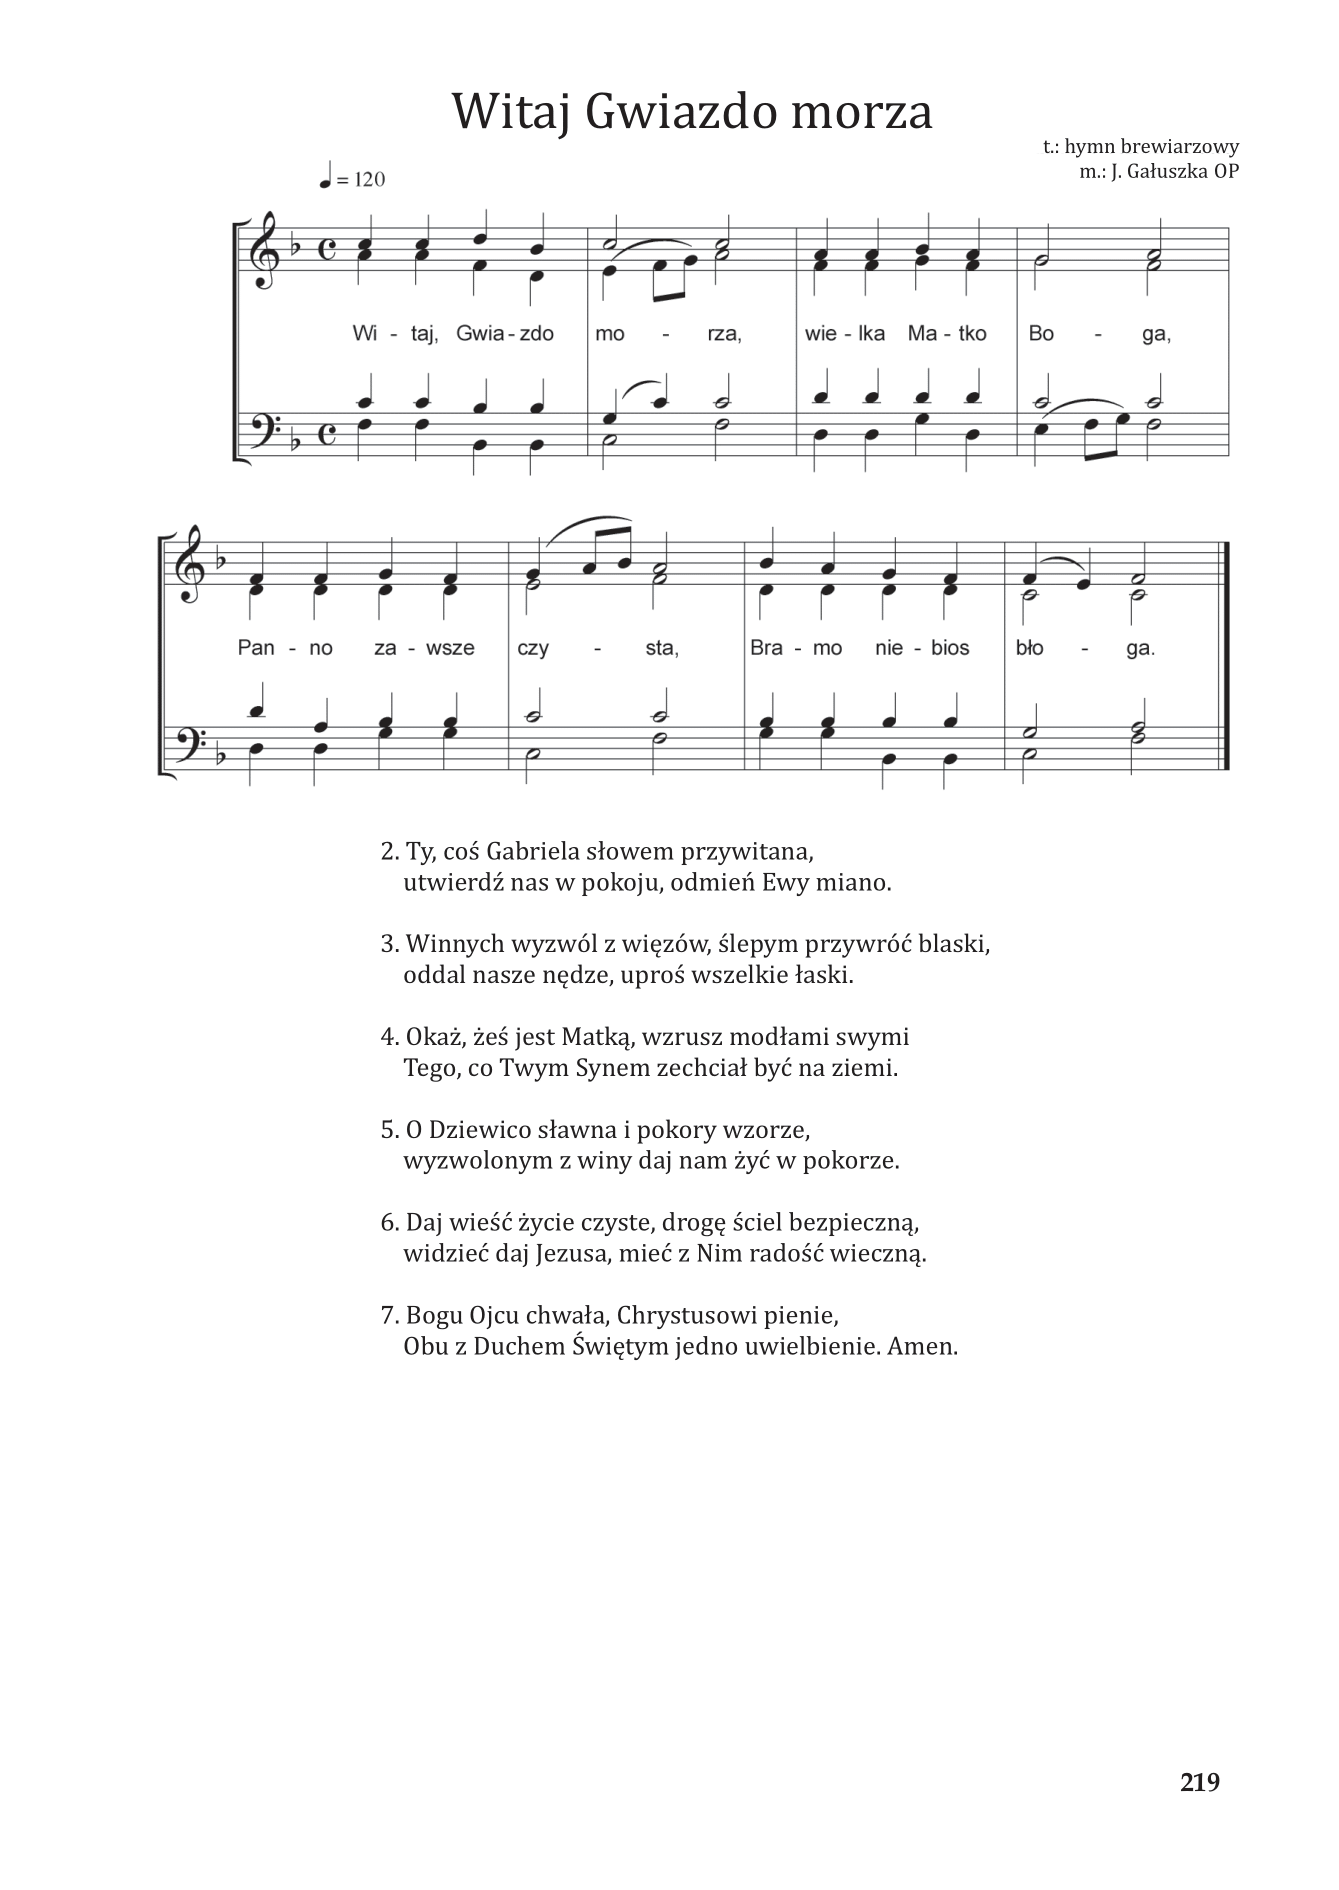 Witaj Gwiazdo morza
t.: hymn brewiarzowy
m.: J. Gałuszka OP
= 120
Wi - taj, Gwia - zdo mo - rza, wie - lka Ma - tko Bo - ga,
Pan - no za - wsze czy - sta, Bra - mo nie - bios bło - ga.
2. Ty, coś Gabriela słowem przywitana,
utwierdź nas w pokoju, odmień Ewy miano.
3. Winnych wyzwól z więzów, ślepym przywróć blaski,
oddal nasze nędze, uproś wszelkie łaski.
4. Okaż, żeś jest Matką, wzrusz modłami swymi
Tego, co Twym Synem zechciał być na ziemi.
5. O Dziewico sławna i pokory wzorze,
wyzwolonym z winy daj nam żyć w pokorze.
6. Daj wieść życie czyste, drogę ściel bezpieczną,
widzieć daj Jezusa, mieć z Nim radość wieczną.
7. Bogu Ojcu chwała, Chrystusowi pienie,
Obu z Duchem Świętym jedno uwielbienie. Amen.
219